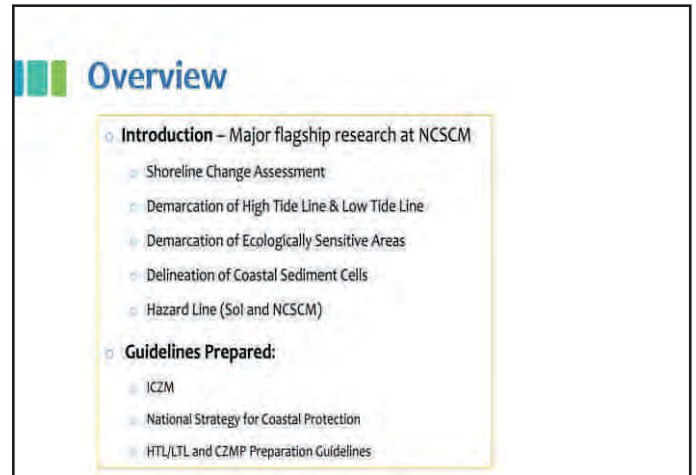 Overview
Introduction – Major flagship research at NCSCM
Shoreline Change Assessment
Demarcation of High Tide Line & Low Tide Line
Demarcation of Ecologically Sensitive Areas
Delineation of Coastal Sediment Cells
Hazard Line (SoI and NCSCM)
Guidelines Prepared:
ICZM
National Strategy for Coastal Protection
HTL/LTL and CZMP Preparation Guidelines